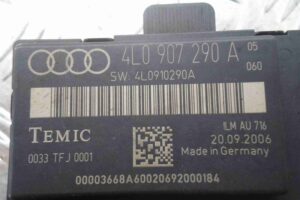 4L0 907 290 A 05
060
SW. 4L0910290A
TEMIC
ILM AU 716
20.09.2006
0033 TFJ 0001
Made in Germany
00003668A60020692000184